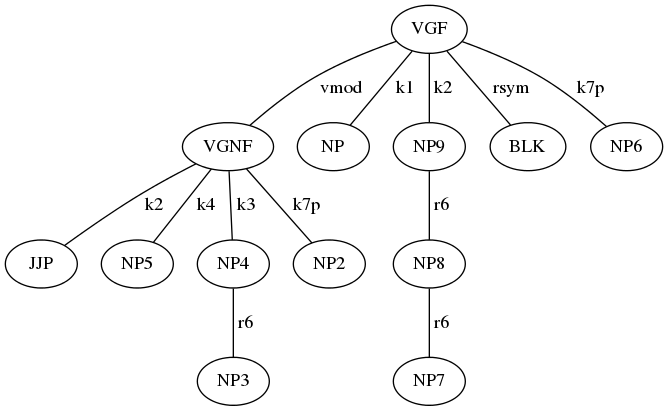 VGF
vmod k1 k2 rsym k7p
VGNF NP NP9 BLK NP6
k2 k4 k3 k7p r6
JJP NP5 NP4 NP2 NP8
r6 r6
NP3 NP7